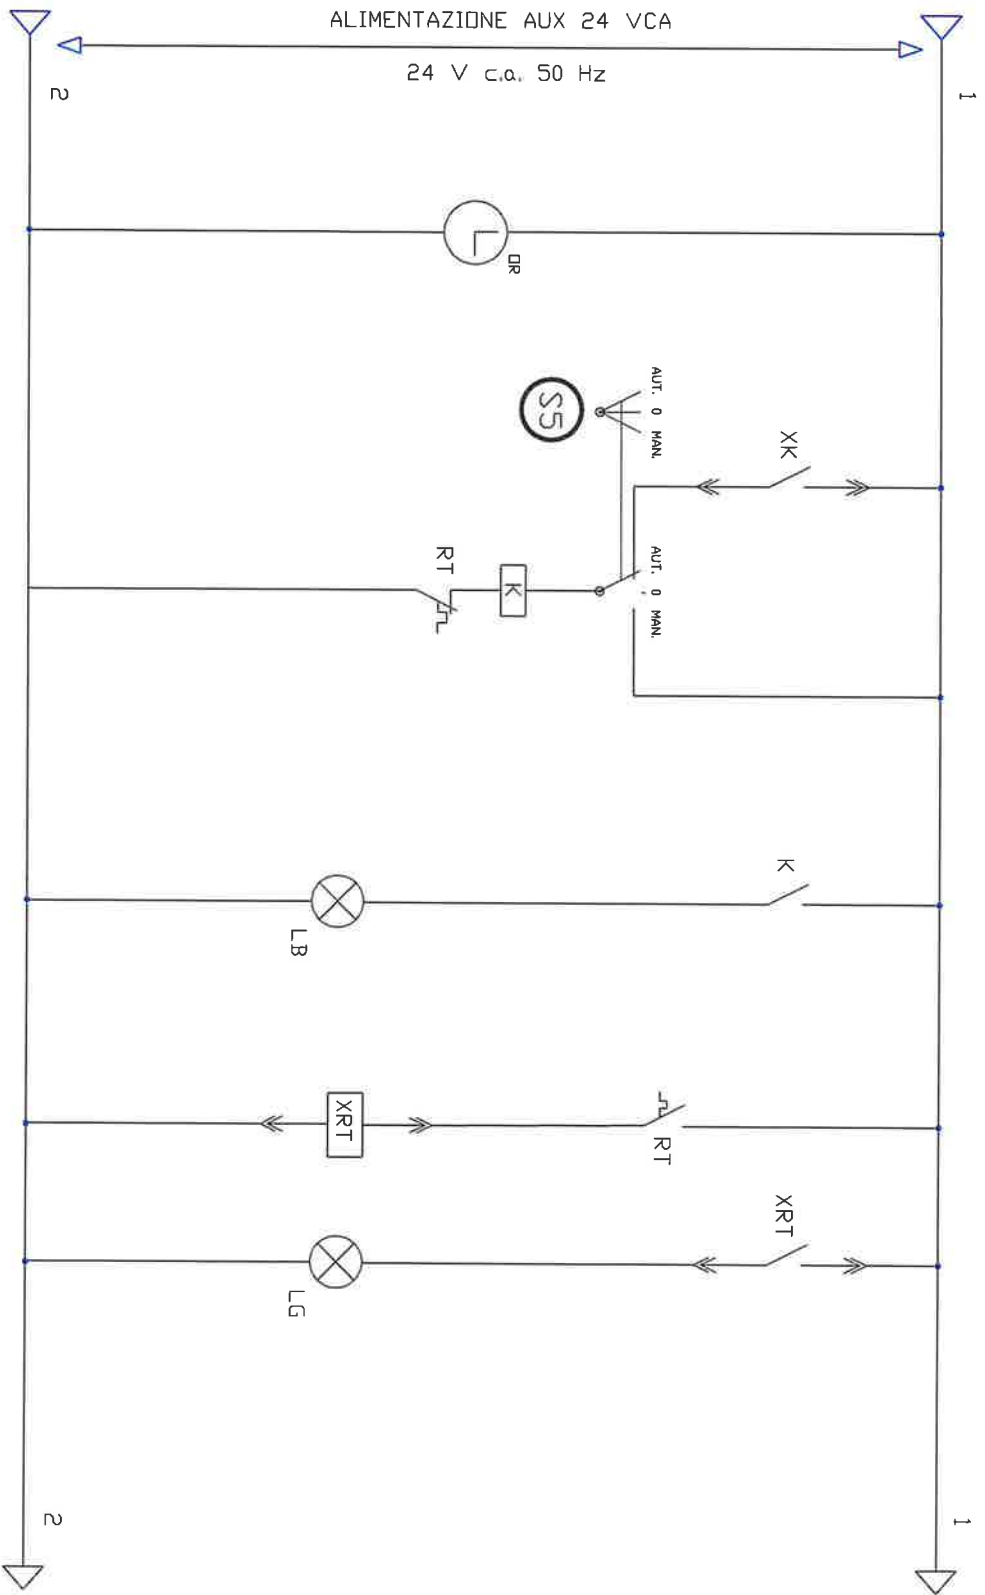 ALIMENTAZIONE AUX 24 VCA
24 V c.a. 50 Hz
2
1
OR
S5
AUT. 0 MAN.
XK
RT
K
AUT. 0 MAN.
K
LB
XRT
RT
XRT
LG
2
1